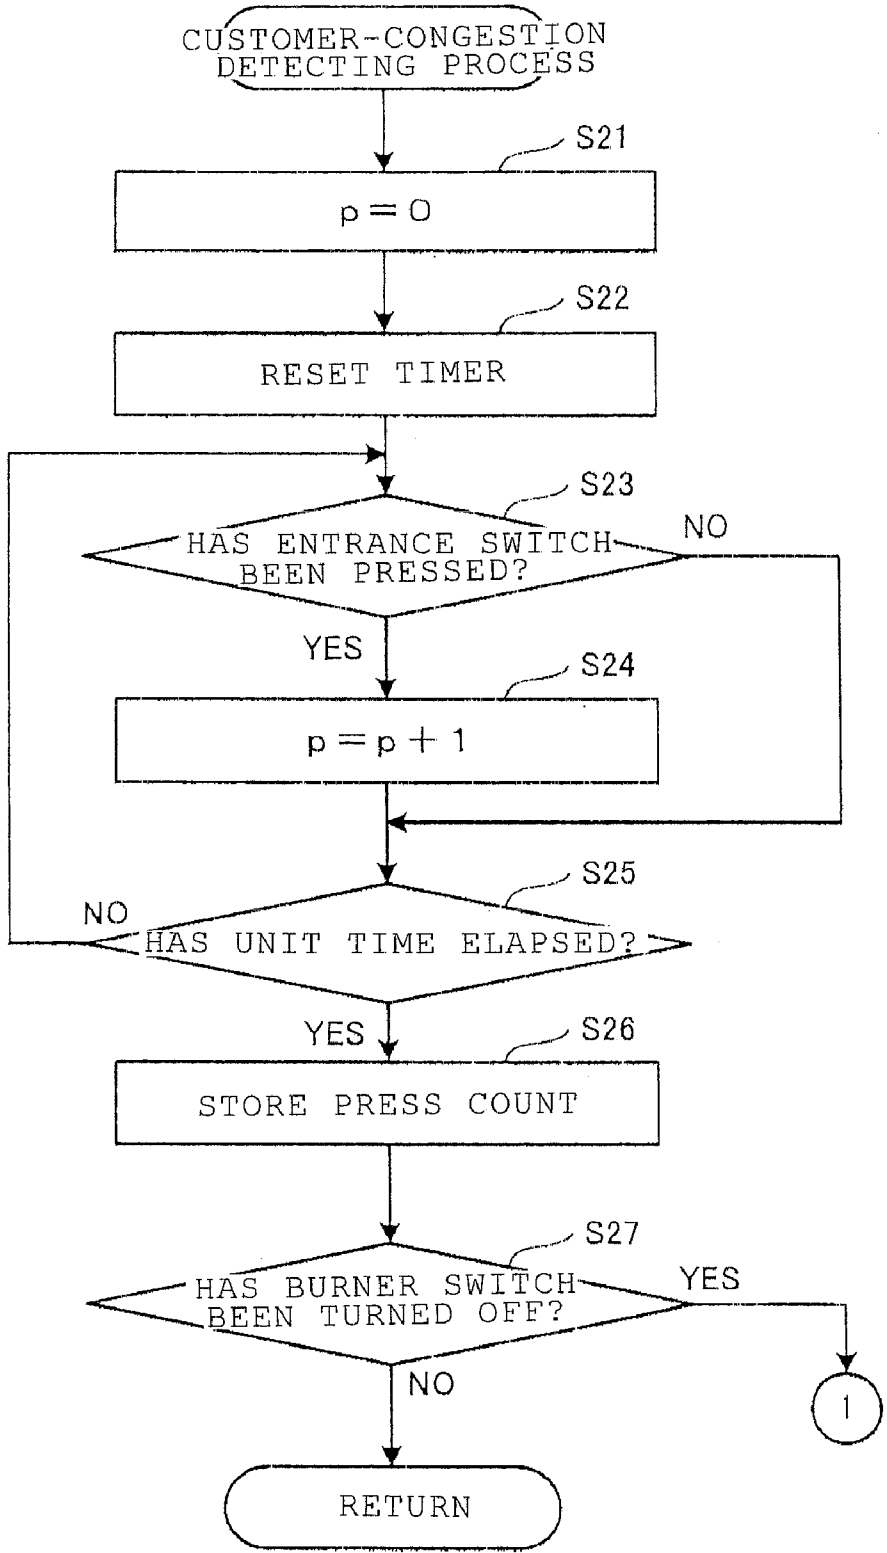 CUSTOMER-CONGESTION
DETECTING PROCESS
S21
p=0
S22
RESET TIMER
S23
HAS ENTRANCE SWITCH
BEEN PRESSED?
NO
YES
S24
p=p+1
S25
NO
HAS UNIT TIME ELAPSED?
YES
S26
STORE PRESS COUNT
S27
HAS BURNER SWITCH
BEEN TURNED OFF?
YES
NO
1
RETURN